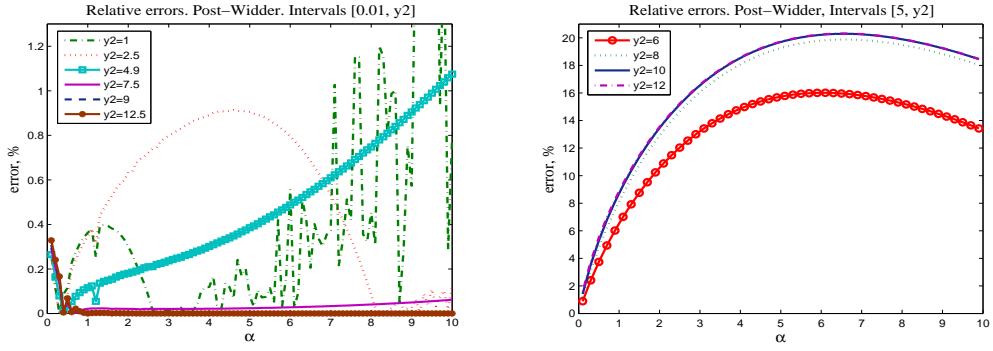 Relative errors. Post−Widder. Intervals [0.01, y2]
error, %
1.2
1
0.8
0.6
0.4
0.2
0
y2=1
y2=2.5
y2=4.9
y2=7.5
y2=9
y2=12.5
0 1 2 3 4 5 6 7 8 9 10
α
Relative errors. Post−Widder, Intervals [5, y2]
error, %
20
18
16
14
12
10
8
6
4
2
0
y2=6
y2=8
y2=10
y2=12
0 1 2 3 4 5 6 7 8 9 10
α